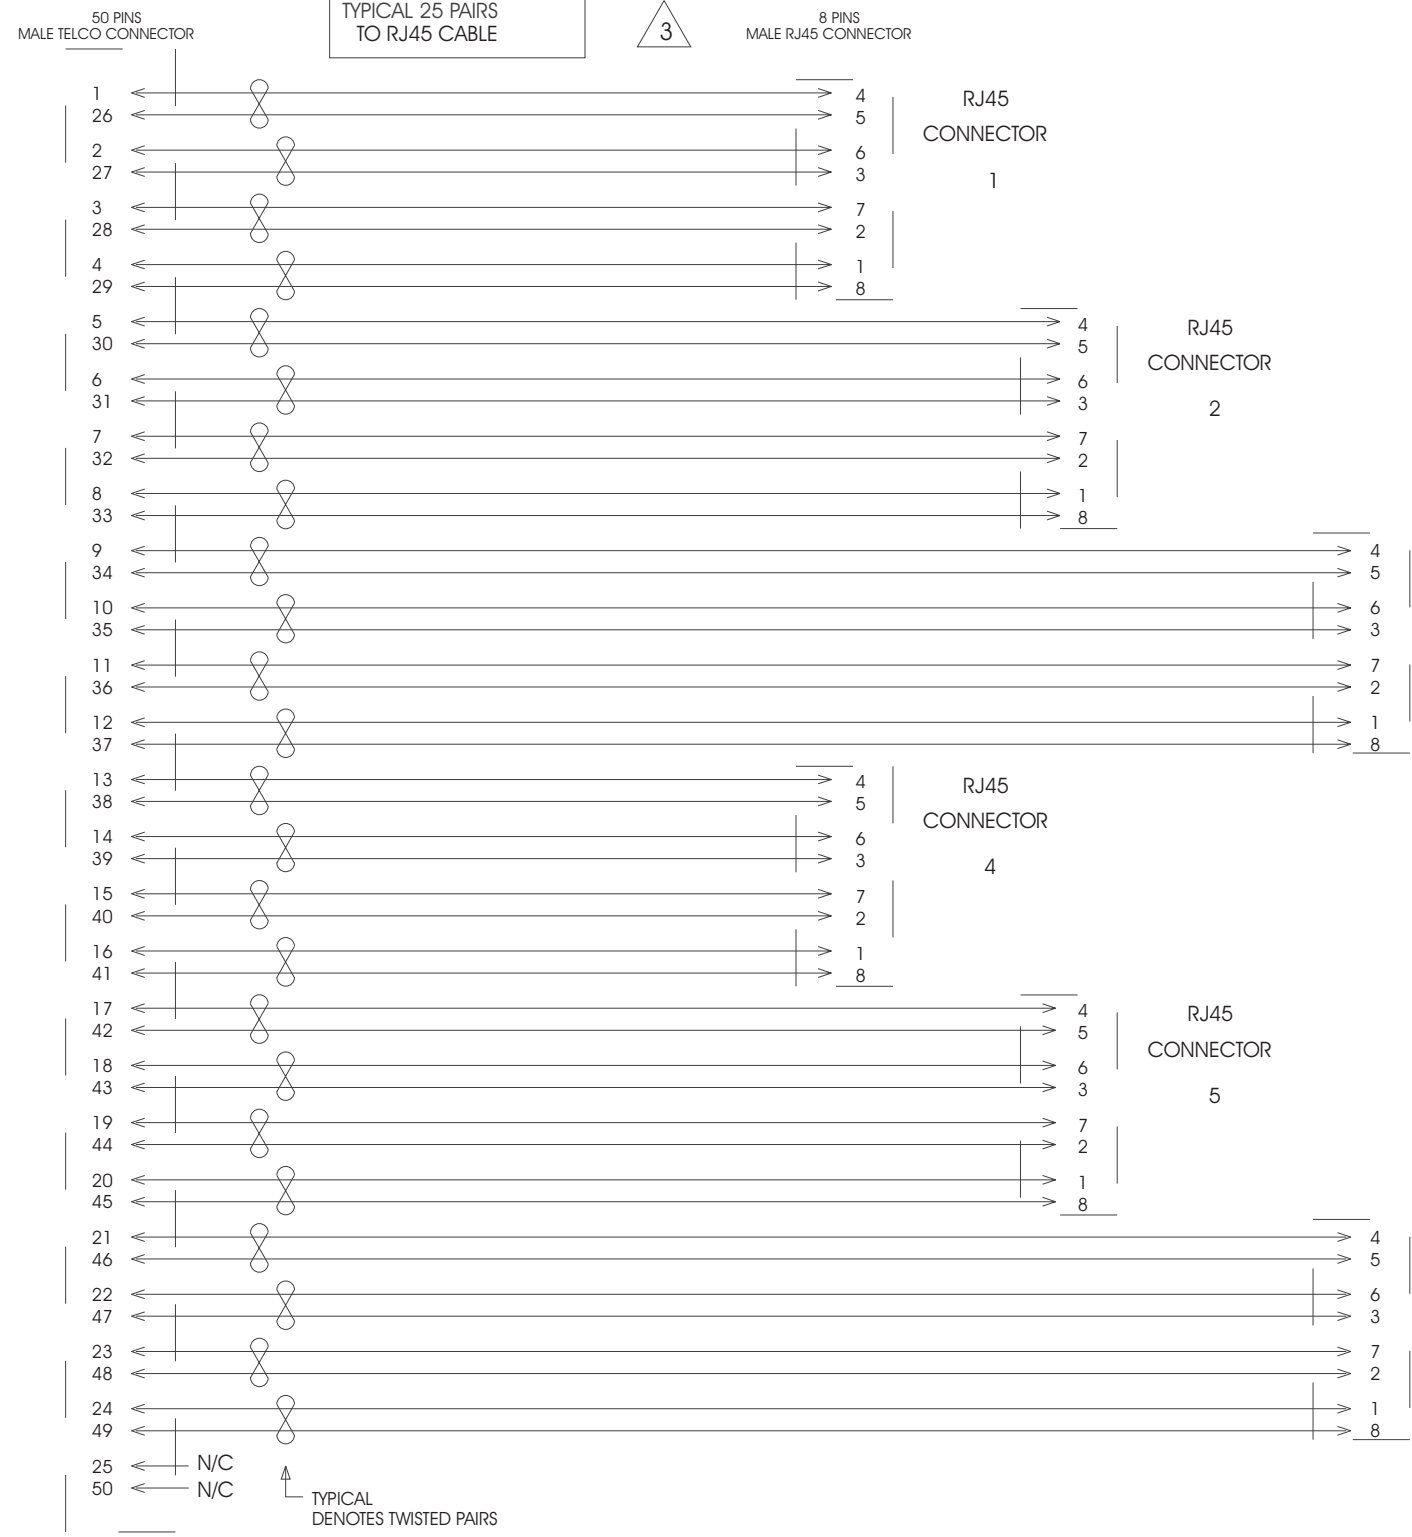 50 PINS
MALE TELCO CONNECTOR
TYPICAL 25 PAIRS
TO RJ45 CABLE
3
8 PINS
MALE RJ45 CONNECTOR
1 4
26 5
2 6
27 3
3 7
28 2
4 1
29 8
RJ45
CONNECTOR
1
5 4
30 5
6 6
31 3
7 7
32 2
8 1
33 8
RJ45
CONNECTOR
2
9 4
34 5
10 6
35 3
11 7
36 2
12 1
37 8
13 4
38 5
14 6
39 3
15 7
40 2
16 1
41 8
RJ45
CONNECTOR
4
17 4
42 5
18 6
43 3
19 7
44 2
20 1
45 8
RJ45
CONNECTOR
5
21 4
46 5
22 6
47 3
23 7
48 2
24 1
49 8
25 N/C
50 N/C
TYPICAL
DENOTES TWISTED PAIRS